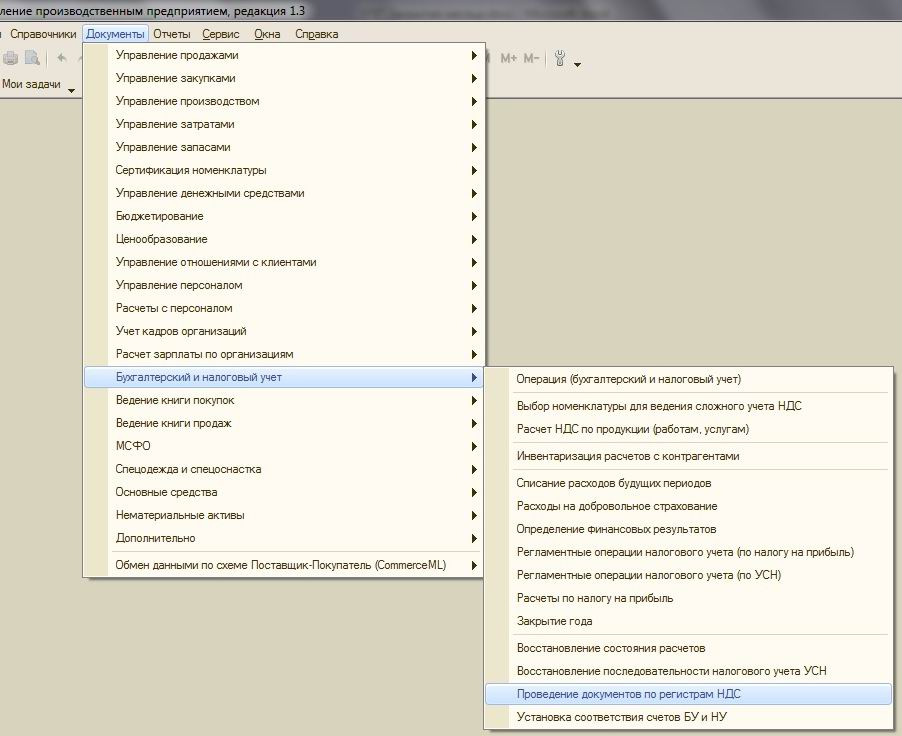 ление производственным предприятием, редакция 1.3
Справочники Документы Отчеты Сервис Окна Справка
M+ M-
Мои задачи
Управление продажами
Управление закупками
Управление производством
Управление затратами
Управление запасами
Сертификация номенклатуры
Управление денежными средствами
Бюджетирование
Ценообразование
Управление отношениями с клиентами
Управление персоналом
Расчеты с персоналом
Учет кадров организаций
Расчет зарплаты по организациям
Бухгалтерский и налоговый учет
Ведение книги покупок
Ведение книги продаж
МСФО
Спецодежда и спецоснастка
Основные средства
Нематериальные активы
Дополнительно
Обмен данными по схеме Поставщик-Покупатель (CommerceML)
Операция (бухгалтерский и налоговый учет)
Выбор номенклатуры для ведения сложного учета НДС
Расчет НДС по продукции (работам, услугам)
Инвентаризация расчетов с контрагентами
Списание расходов будущих периодов
Расходы на добровольное страхование
Определение финансовых результатов
Регламентные операции налогового учета (по налогу на прибыль)
Регламентные операции налогового учета (по УСН)
Расчеты по налогу на прибыль
Закрытие года
Восстановление состояния расчетов
Восстановление последовательности налогового учета УСН
Проведение документов по регистрам НДС
Установка соответствия счетов БУ и НУ